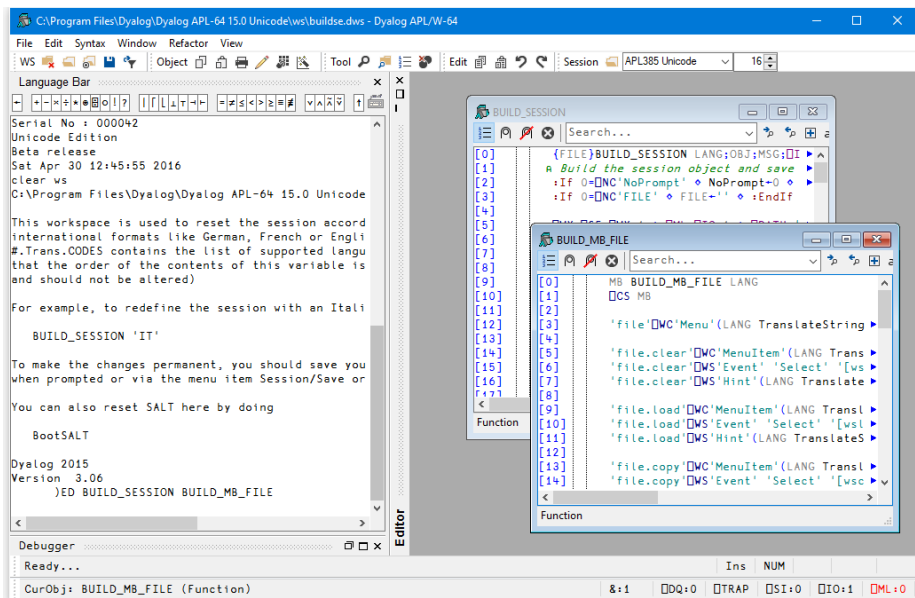 C:\Program Files\Dyalog\Dyalog APL-64 15.0 Unicode\ws\buildse.dws - Dyalog APL/W-64
File Edit Syntax Window Refactor View
WS Object Tool Edit Session APL385 Unicode 16
Language Bar
← + - × ÷ * ⍟ ⌹ ○ ! ? | ⌈ ⌊ ⊥ ⊤ ⊣ ⊢ = ≠ ≤ < > ≥ ≡ ≢ ∨ ∧ ⍲ ⍱ ↑
Serial No : 000042
Unicode Edition
Beta release
Sat Apr 30 12:45:55 2016
clear ws
C:\Program Files\Dyalog\Dyalog APL-64 15.0 Unicode
This workspace is used to reset the session accord
international formats like German, French or Engli
#.Trans.CODES contains the list of supported langu
that the order of the contents of this variable is
and should not be altered)
For example, to redefine the session with an Itali
BUILD_SESSION 'IT'
To make the changes permanent, you should save you
when prompted or via the menu item Session/Save or
You can also reset SALT here by doing
BootSALT
Dyalog 2015
Version 3.06
)ED BUILD_SESSION BUILD_MB_FILE
Editor
BUILD_SESSION
Search...
[0] {FILE}BUILD_SESSION LANG;OBJ;MSG;⎕I
[1] ⍝ Build the session object and save
[2] :If 0=⎕NC'NoPrompt' ⋄ NoPrompt←0 ⋄
[3] :If 0=⎕NC'FILE' ⋄ FILE←'' ⋄ :EndIf
[4]
[5]
[6]
[7]
[8]
[9]
[10]
[11]
[12]
[13]
[14]
[15]
[16]
[17]
Function
BUILD_MB_FILE
Search...
[0] MB BUILD_MB_FILE LANG
[1] ⎕CS MB
[2]
[3] 'file'⎕WC'Menu'(LANG TranslateString
[4]
[5] 'file.clear'⎕WC'MenuItem'(LANG Trans
[6] 'file.clear'⎕WS'Event' 'Select' '[ws
[7] 'file.clear'⎕WS'Hint'(LANG Translate
[8]
[9] 'file.load'⎕WC'MenuItem'(LANG Transl
[10] 'file.load'⎕WS'Event' 'Select' '[wsl
[11] 'file.load'⎕WS'Hint'(LANG TranslateS
[12]
[13] 'file.copy'⎕WC'MenuItem'(LANG Transl
[14] 'file.copy'⎕WS'Event' 'Select' '[wsc
Function
Debugger
Ready... Ins NUM
CurObj: BUILD_MB_FILE (Function) &:1 ⎕DQ:0 ⎕TRAP ⎕SI:0 ⎕IO:1 ⎕ML:0